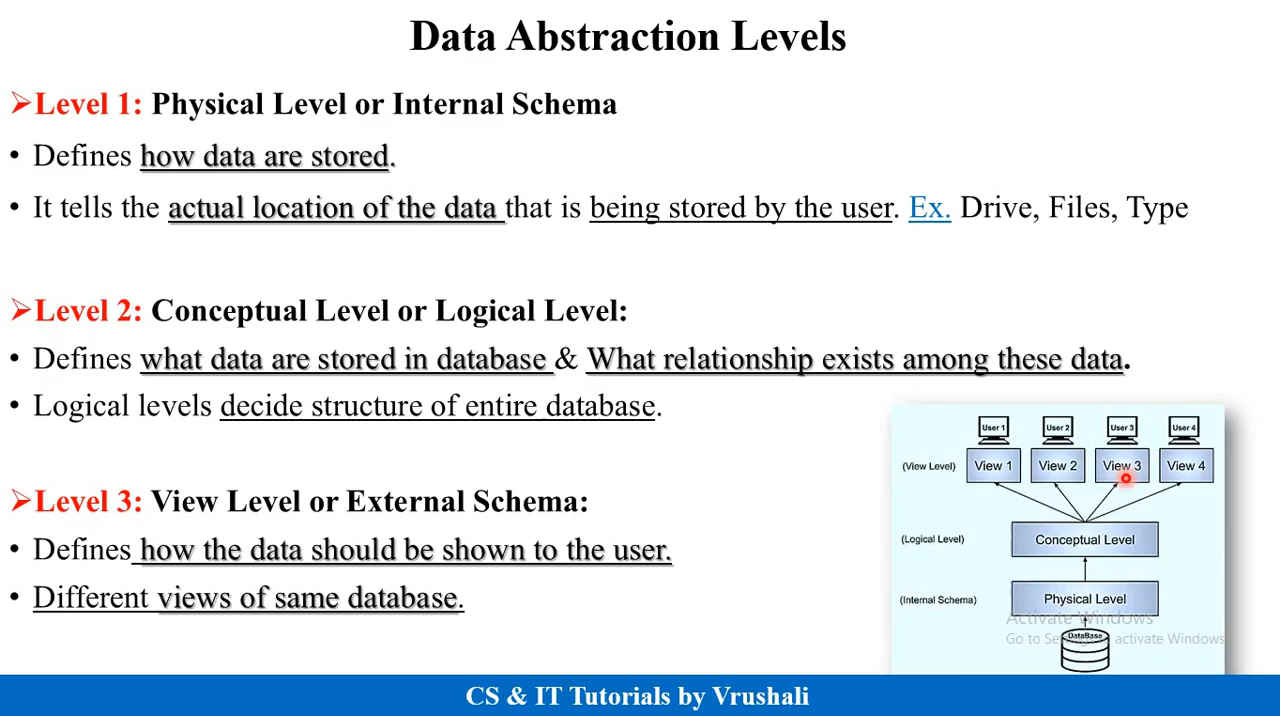 Data Abstraction Levels
➢Level 1: Physical Level or Internal Schema
• Defines how data are stored.
• It tells the actual location of the data that is being stored by the user. Ex. Drive, Files, Type
➢Level 2: Conceptual Level or Logical Level:
• Defines what data are stored in database & What relationship exists among these data.
• Logical levels decide structure of entire database.
➢Level 3: View Level or External Schema:
• Defines how the data should be shown to the user.
• Different views of same database.
User 1 User 2 User 3 User 4
(View Level) View 1 View 2 View 3 View 4
(Logical Level) Conceptual Level
(Internal Schema) Physical Level
DataBase
Activate Windows
Go to Settings to activate Windows
CS & IT Tutorials by Vrushali